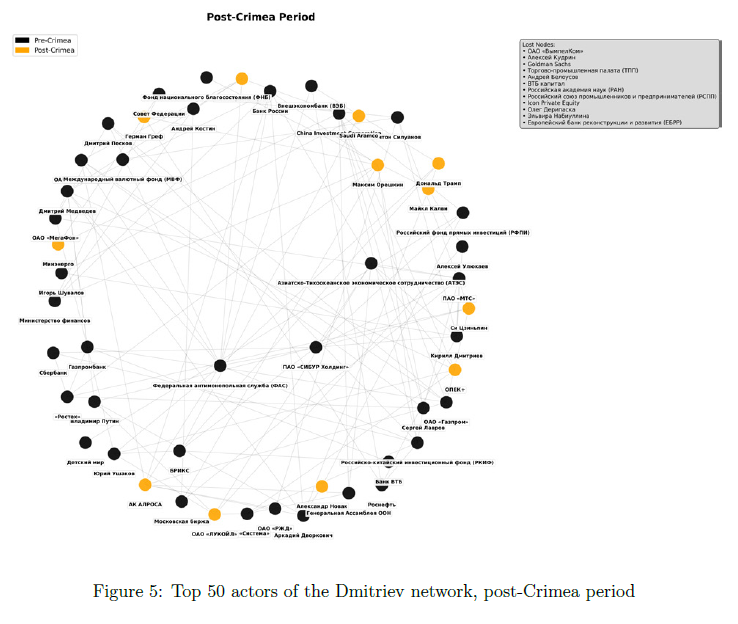 Post-Crimea Period
Pre-Crimea
Post-Crimea
Lost Nodes:
• ОАО «ВымпелКом»
• Алексей Кудрин
• Goldman Sachs
• Торгово-промышленная палата (ТПП)
• Андрей Белоусов
• ВТБ капитал
• Российская академия наук (РАН)
• Российский союз промышленников и предпринимателей (РСПП)
• Icon Private Equity
• Олег Дерипаска
• Эльвира Набиуллина
• Европейский банк реконструкции и развития (ЕБРР)
Фонд национального благосостояния (ФНБ)
Внешэкономбанк (ВЭБ)
Совет Федерации
Банк России
Андрей Костин
China Investment
Saudi Aramco
Силуанов
Герман Греф
Дмитрий Песков
Международный валютный фонд (МВФ)
Максим Орешкин
Дональд Трамп
Дмитрий Медведев
Майкл Калви
Российский фонд прямых инвестиций (РФПИ)
ОАО «МегаФон»
Минэнерго
Алексей Улюкаев
Азиатско-Тихоокеанское экономическое сотрудничество (АТЭС)
Игорь Шувалов
ПАО «МТС»
Министерство финансов
Си Цзиньпин
Кирилл Дмитриев
Газпромбанк
ПАО «СИБУР Холдинг»
Сбербанк
Федеральная антимонопольная служба (ФАС)
ОПЕК+
«Ростех»
Владимир Путин
ОАО «Газпром»
Сергей Лавров
Детский мир
Российско-китайский инвестиционный фонд (РКИФ)
Юрий Ушаков
БРИКС
Банк ВТБ
АК АЛРОСА
Александр Новак
Роснефть
Генеральная Ассамблея ООН
Московская биржа
ОАО «РЖД»
ОАО «ЛУКОЙЛ»
«Система»
Аркадий Дворкович
Figure 5: Top 50 actors of the Dmitriev network, post-Crimea period